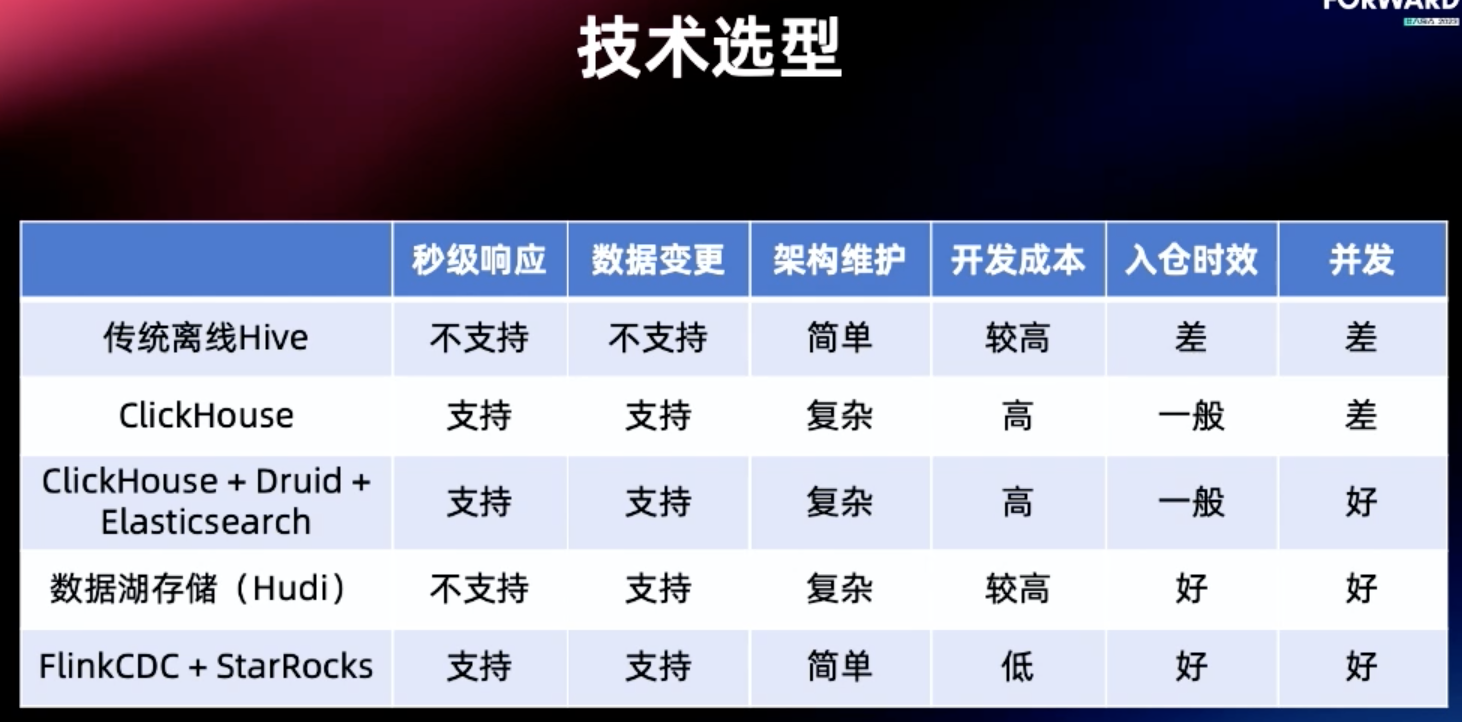 FORWARD
技术选型
秒级响应 数据变更 架构维护 开发成本 入仓时效 并发
传统离线Hive 不支持 不支持 简单 较高 差 差
ClickHouse 支持 支持 复杂 高 一般 差
ClickHouse + Druid +
Elasticsearch 支持 支持 复杂 高 一般 好
数据湖存储（Hudi） 不支持 支持 复杂 较高 好 好
FlinkCDC + StarRocks 支持 支持 简单 低 好 好